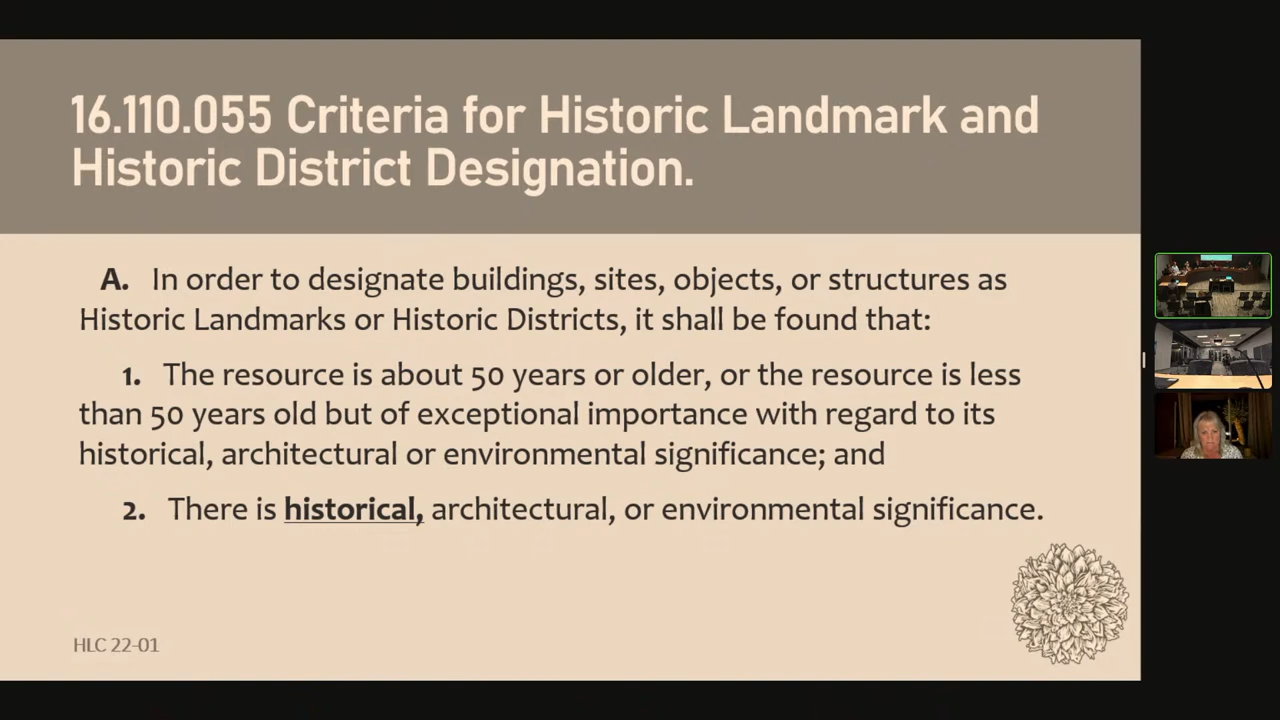 16.110.055 Criteria for Historic Landmark and
Historic District Designation.
A. In order to designate buildings, sites, objects, or structures as
Historic Landmarks or Historic Districts, it shall be found that:
1. The resource is about 50 years or older, or the resource is less
than 50 years old but of exceptional importance with regard to its
historical, architectural or environmental significance; and
2. There is historical, architectural, or environmental significance.
HLC 22-01